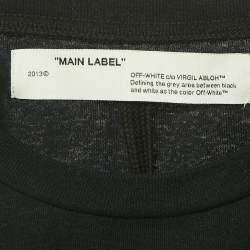 "MAIN LABEL"
2013©
OFF-WHITE c/o VIRGIL ABLOH™
Defining the grey area between black
and white as the color Off-White™